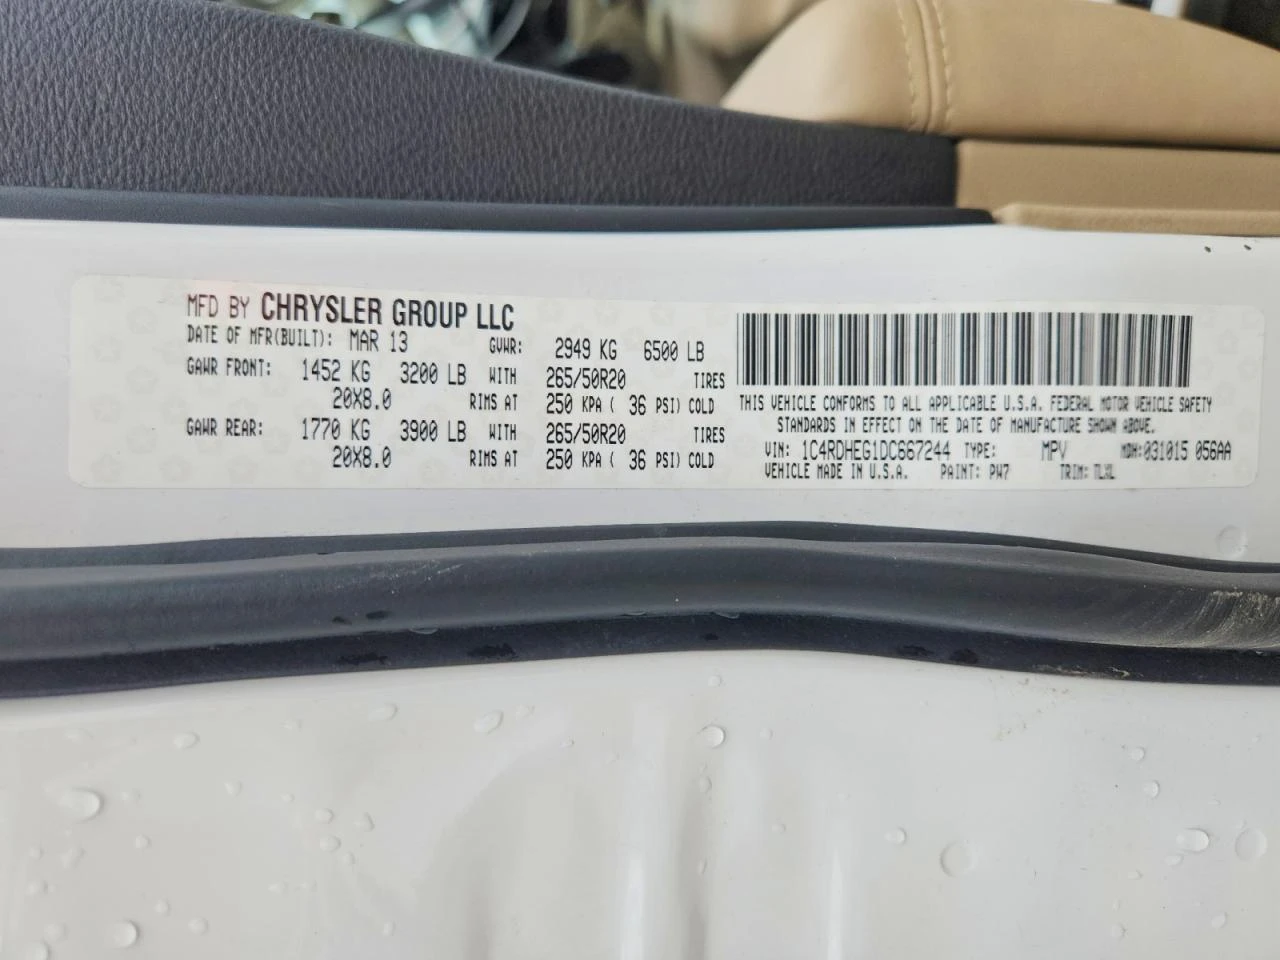 MFD BY CHRYSLER GROUP LLC
DATE OF MFR(BUILT): MAR 13 GVWR: 2949 KG 6500 LB
GAWR FRONT: 1452 KG 3200 LB WITH 265/50R20 TIRES
20X8.0 RIMS AT 250 KPA ( 36 PSI) COLD
GAWR REAR: 1770 KG 3900 LB WITH 265/50R20 TIRES
20X8.0 RIMS AT 250 KPA ( 36 PSI) COLD
THIS VEHICLE CONFORMS TO ALL APPLICABLE U.S.A. FEDERAL MOTOR VEHICLE SAFETY
STANDARDS IN EFFECT ON THE DATE OF MANUFACTURE SHOWN ABOVE.
VIN: 1C4RDHEG1DC667244 TYPE: MPV MDH:031015 056AA
VEHICLE MADE IN U.S.A. PAINT: PW7 TRIM: TLXL